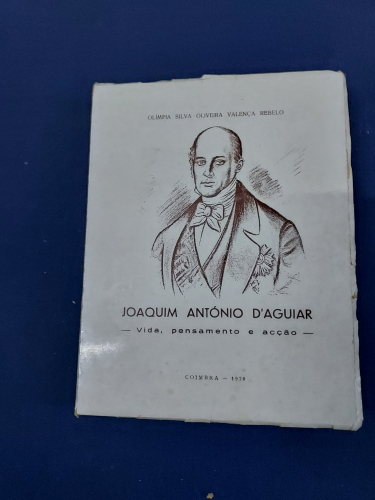 OLIMPIA SILVA OLIVEIRA VALENÇA REBELO
JOAQUIM ANTÓNIO D'AGUIAR
— Vida, pensamento e acção —
COIMBRA —